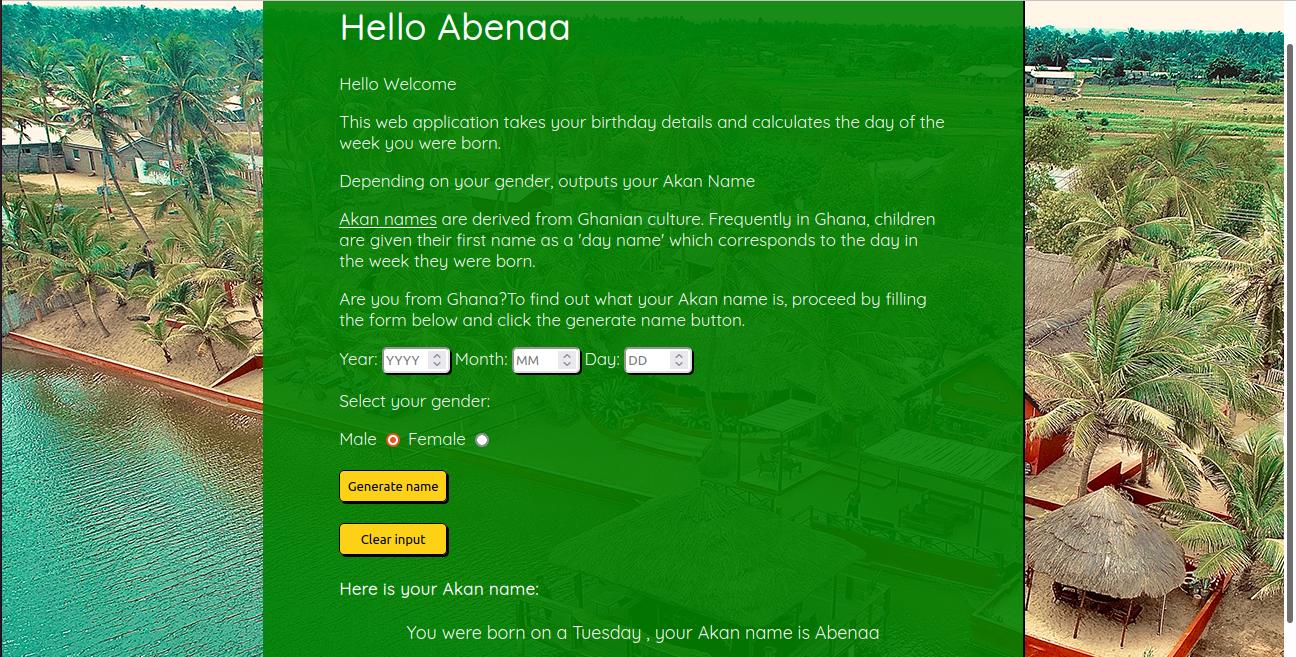 Hello Abenaa
Hello Welcome
This web application takes your birthday details and calculates the day of the
week you were born.
Depending on your gender, outputs your Akan Name
Akan names are derived from Ghanian culture. Frequently in Ghana, children
are given their first name as a 'day name' which corresponds to the day in
the week they were born.
Are you from Ghana?To find out what your Akan name is, proceed by filling
the form below and click the generate name button.
Year: YYYY Month: MM Day: DD
Select your gender:
Male Female
Generate name
Clear input
Here is your Akan name:
You were born on a Tuesday , your Akan name is Abenaa